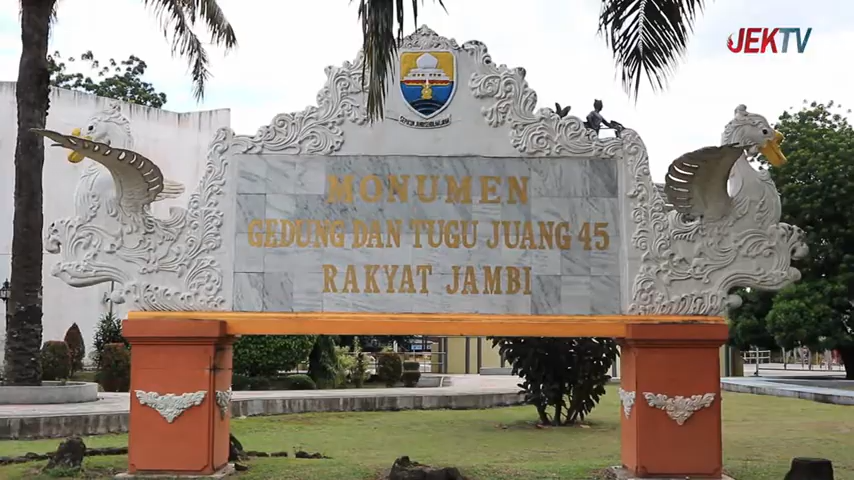 JEKTV
MONUMEN
GEDUNG DAN TUGU JUANG 45
RAKYAT JAMBI